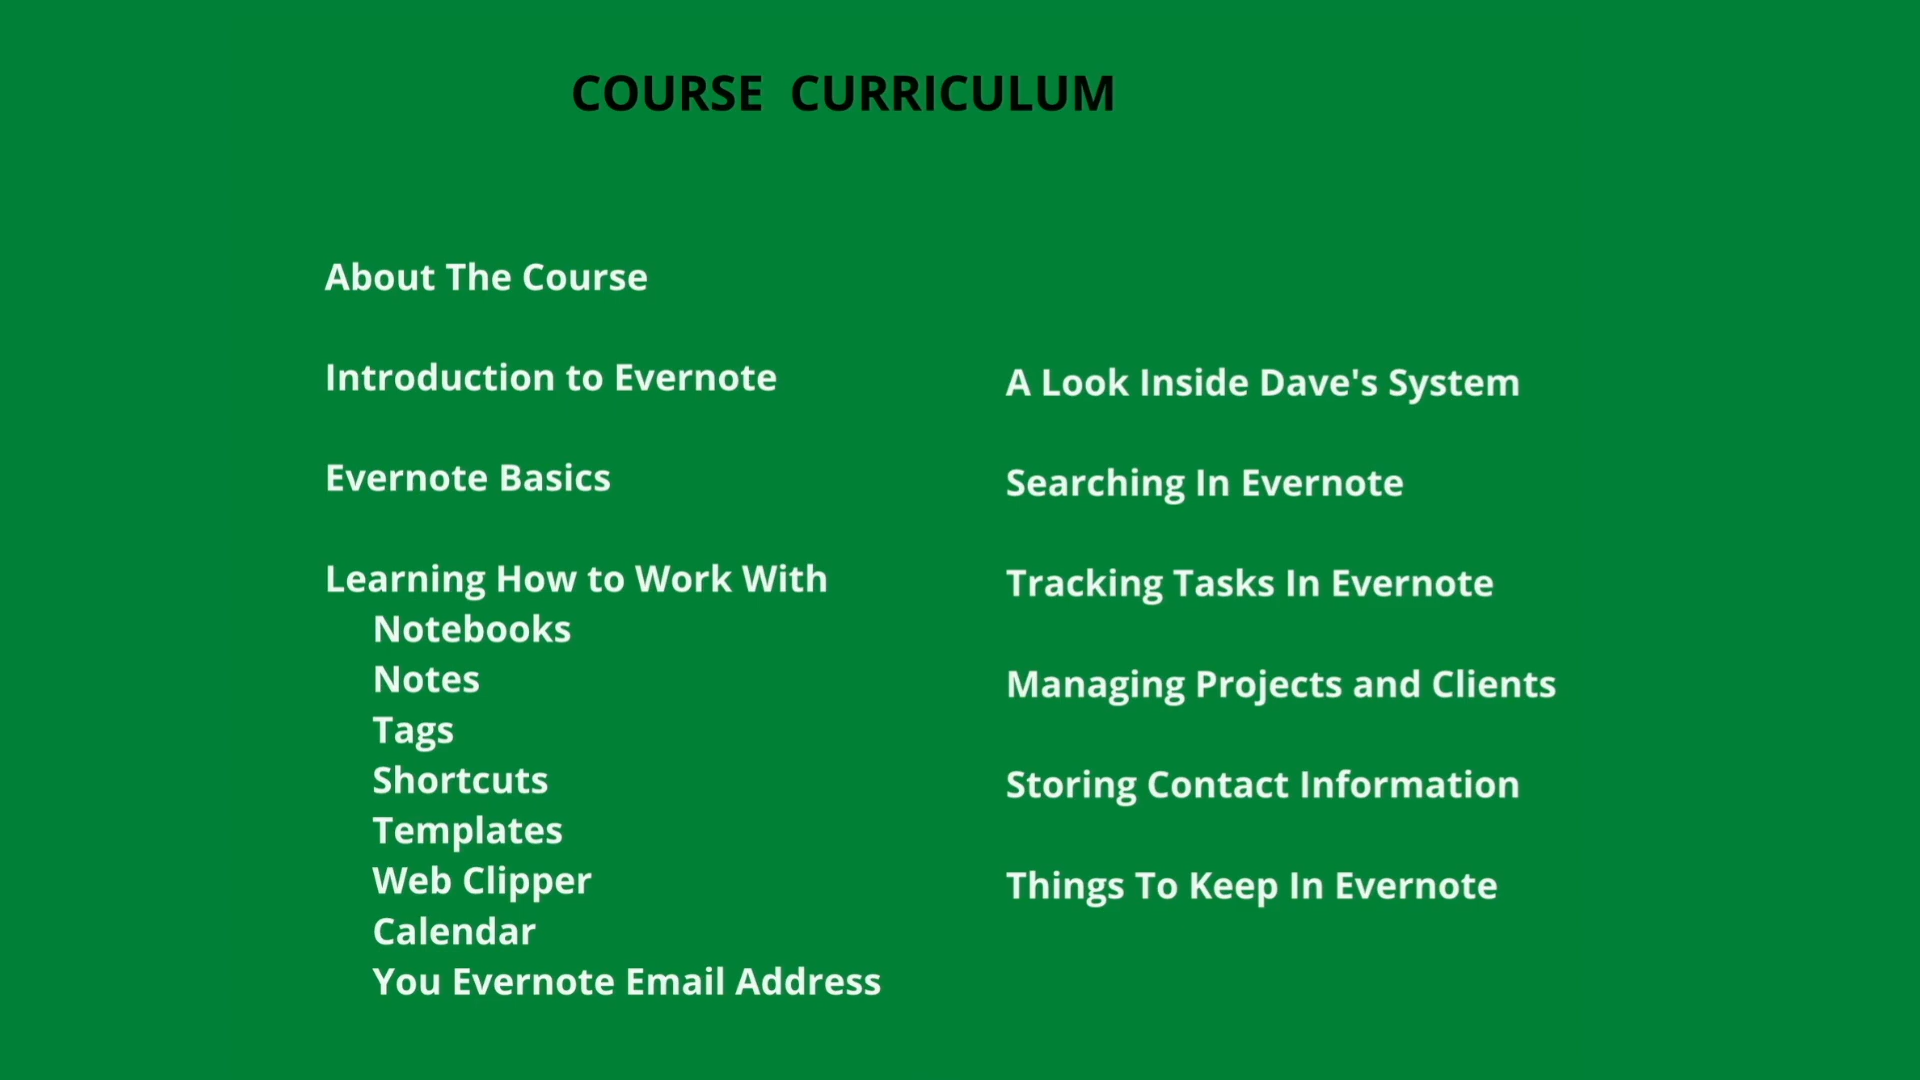 COURSE CURRICULUM
About The Course
Introduction to Evernote
Evernote Basics
Learning How to Work With
Notebooks
Notes
Tags
Shortcuts
Templates
Web Clipper
Calendar
You Evernote Email Address
A Look Inside Dave's System
Searching In Evernote
Tracking Tasks In Evernote
Managing Projects and Clients
Storing Contact Information
Things To Keep In Evernote